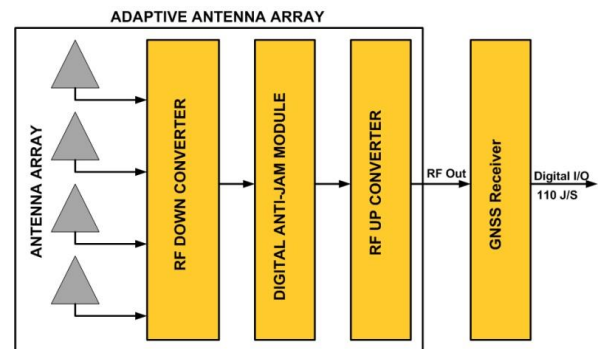 ADAPTIVE ANTENNA ARRAY
ANTENNA ARRAY
RF DOWN CONVERTER
DIGITAL ANTI-JAM MODULE
RF UP CONVERTER
RF Out
GNSS Receiver
Digital I/O
110 J/S